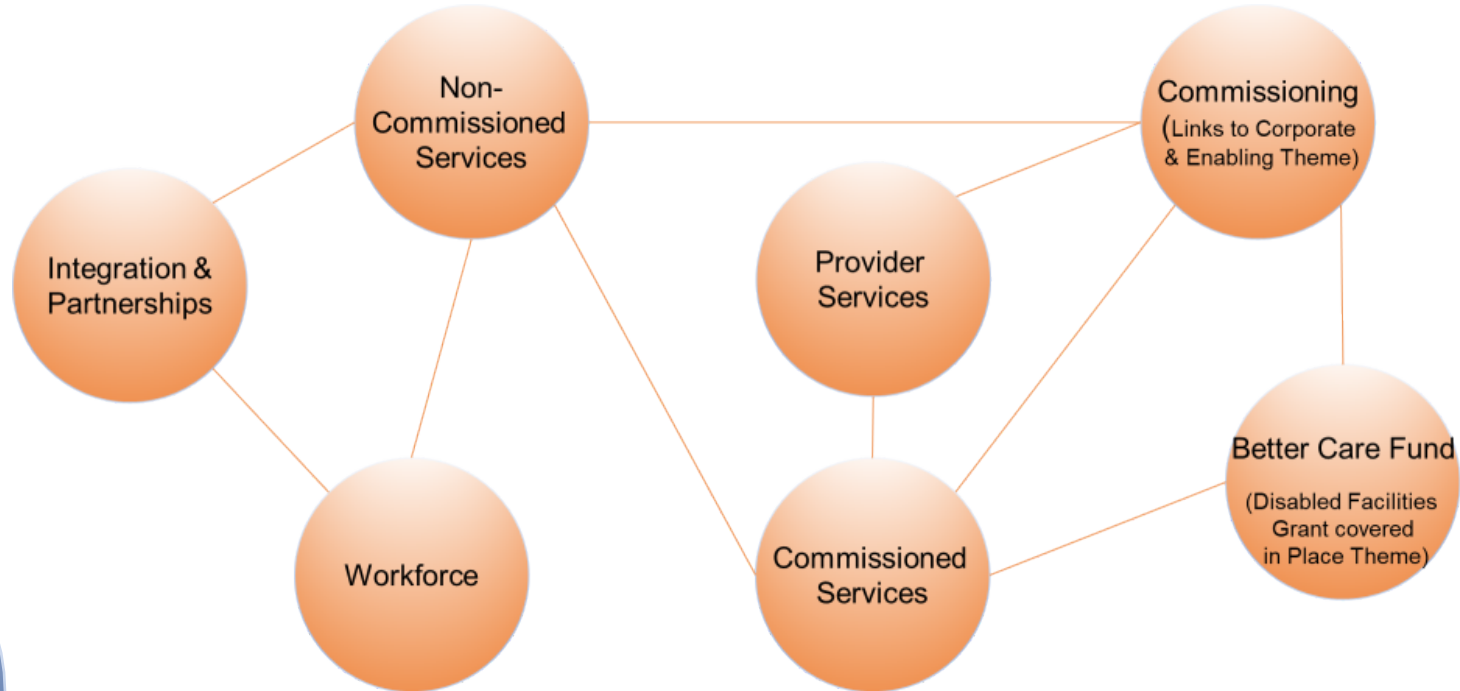 Non-
Commissioned
Services
Commissioning
(Links to Corporate
& Enabling Theme)
Integration &
Partnerships
Provider
Services
Better Care Fund
(Disabled Facilities
Grant covered
in Place Theme)
Workforce
Commissioned
Services